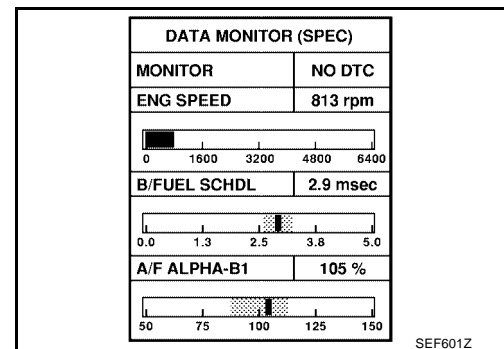 DATA MONITOR (SPEC)
MONITOR NO DTC
ENG SPEED 813 rpm
0 1600 3200 4800 6400
B/FUEL SCHDL 2.9 msec
0.0 1.3 2.5 3.8 5.0
A/F ALPHA-B1 105 %
50 75 100 125 150
SEF601Z